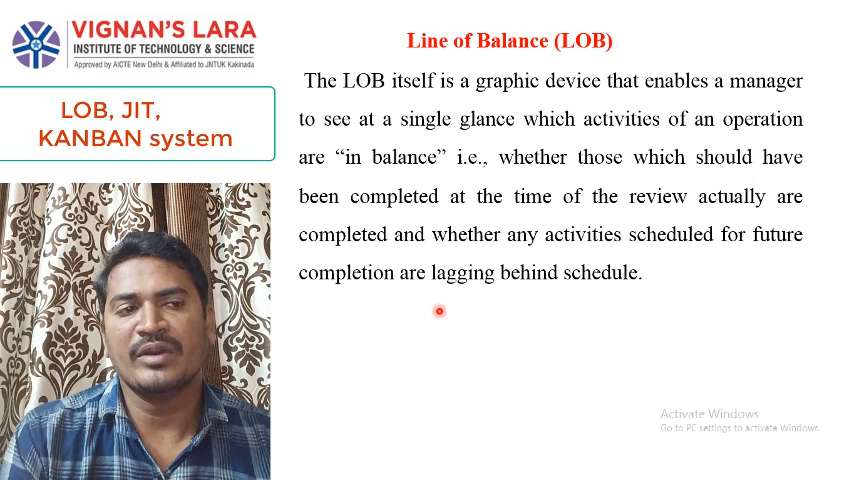 VIGNAN'S LARA
INSTITUTE OF TECHNOLOGY & SCIENCE
Approved by AICTE New Delhi & Affiliated to JNTUK Kakinada
LOB, JIT,
KANBAN system
Line of Balance (LOB)
The LOB itself is a graphic device that enables a manager
to see at a single glance which activities of an operation
are “in balance” i.e., whether those which should have
been completed at the time of the review actually are
completed and whether any activities scheduled for future
completion are lagging behind schedule.
Activate Windows
Go to PC settings to activate Windows.